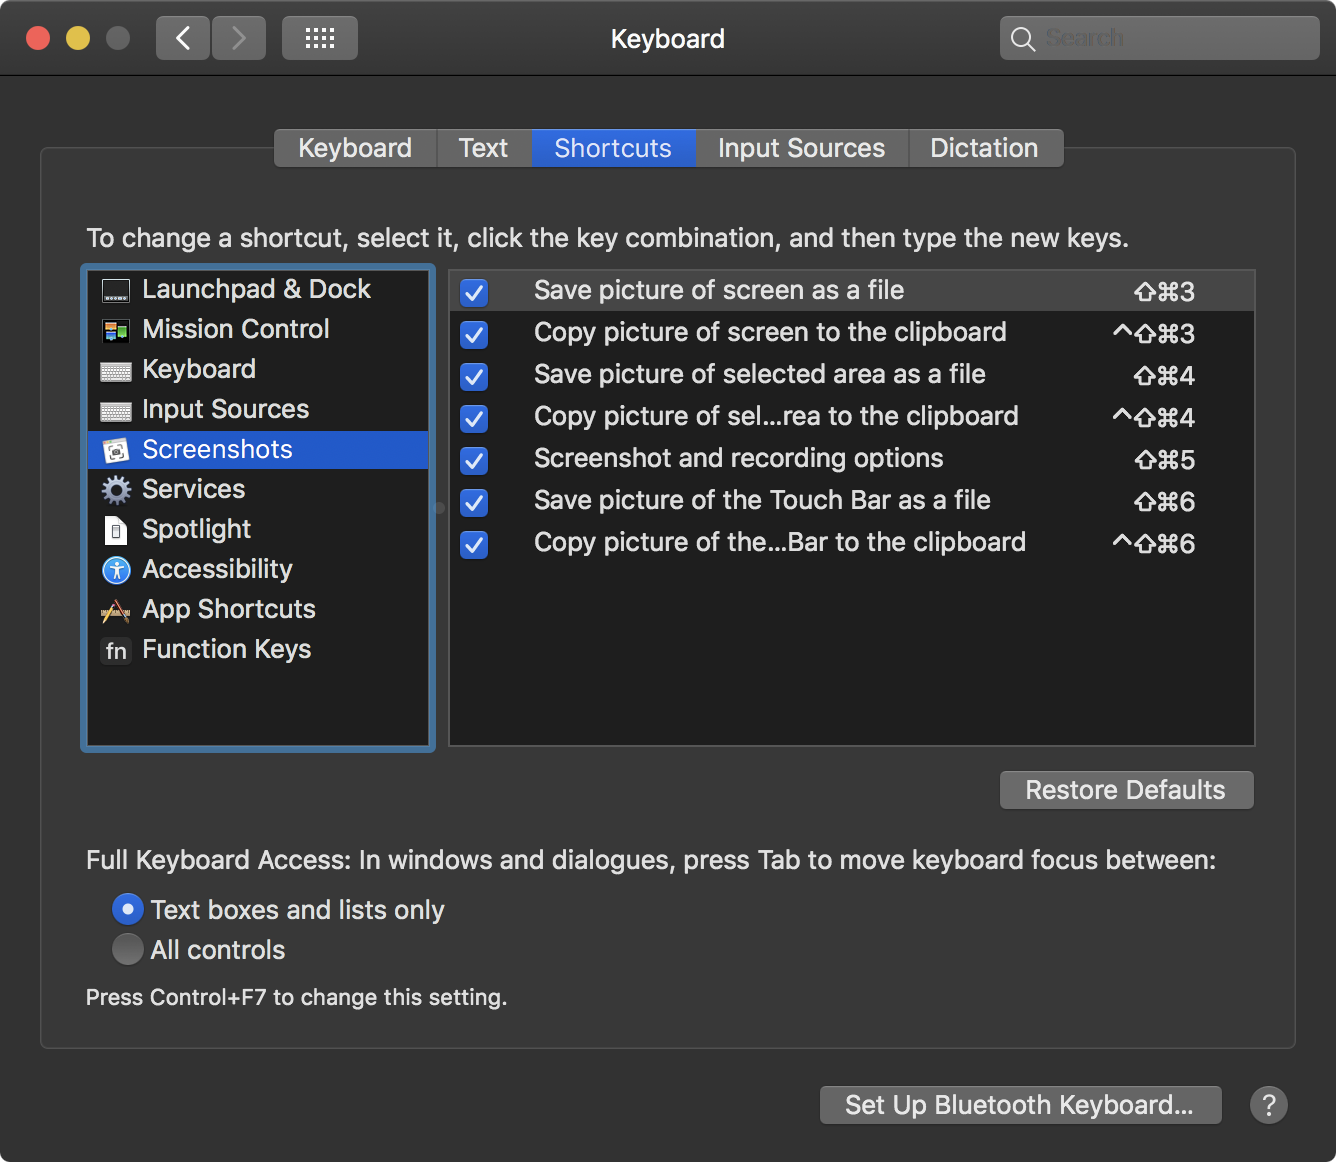 Keyboard
Search
Keyboard Text Shortcuts Input Sources Dictation
To change a shortcut, select it, click the key combination, and then type the new keys.
Launchpad & Dock
Mission Control
Keyboard
Input Sources
Screenshots
Services
Spotlight
Accessibility
App Shortcuts
fn Function Keys
Save picture of screen as a file ⇧⌘3
Copy picture of screen to the clipboard ^⇧⌘3
Save picture of selected area as a file ⇧⌘4
Copy picture of sel...rea to the clipboard ^⇧⌘4
Screenshot and recording options ⇧⌘5
Save picture of the Touch Bar as a file ⇧⌘6
Copy picture of the...Bar to the clipboard ^⇧⌘6
Restore Defaults
Full Keyboard Access: In windows and dialogues, press Tab to move keyboard focus between:
Text boxes and lists only
All controls
Press Control+F7 to change this setting.
Set Up Bluetooth Keyboard... ?